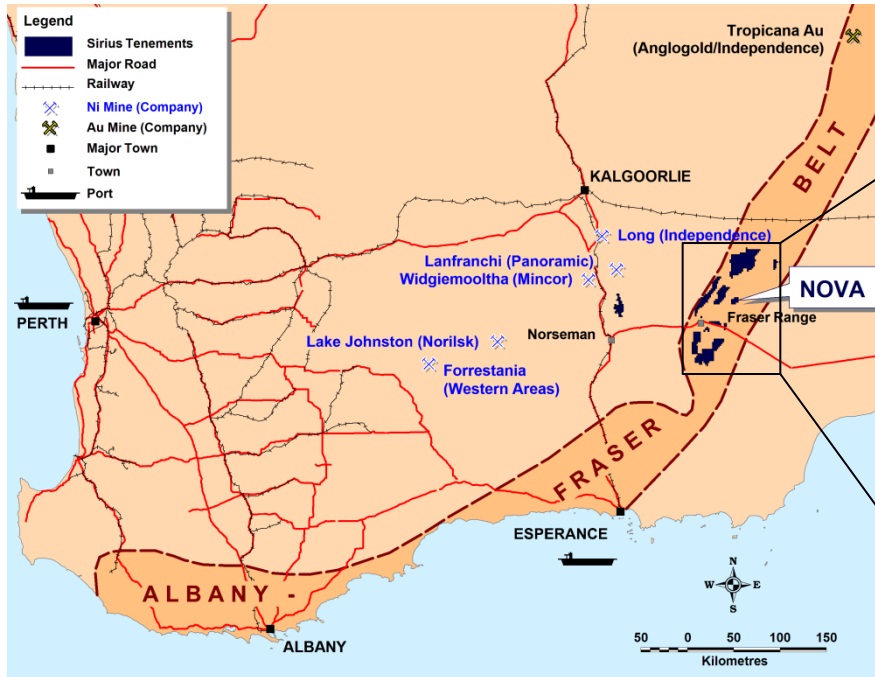 Legend
Sirius Tenements
Major Road
Railway
Ni Mine (Company)
Au Mine (Company)
Major Town
Town
Port
Tropicana Au
(Anglogold/Independence)
BELT
KALGOORLIE
Long (Independence)
Lanfranchi (Panoramic)
Widgiemooltha (Mincor)
NOVA
Fraser Range
PERTH
Norseman
Lake Johnston (Norilsk)
Forrestania
(Western Areas)
FRASER
ESPERANCE
ALBANY -
ALBANY
N
W E
S
50 0 50 100 150
Kilometres